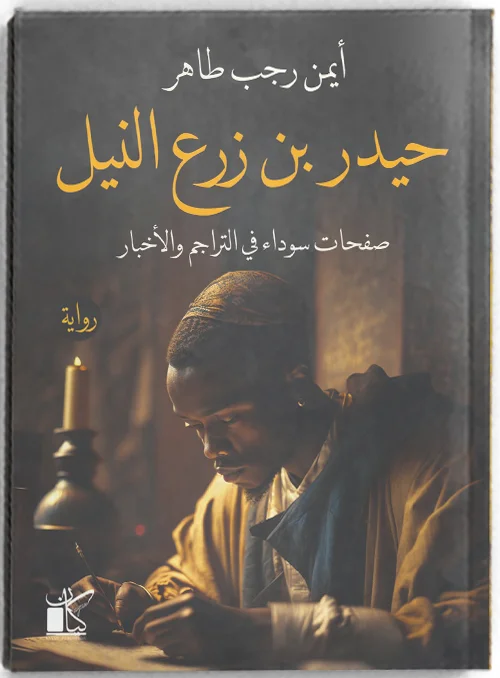 أيمن رجب طاهر
حيدر بن زرع النيل
صفحات سوداء في التراجم والأخبار
رواية
كيان